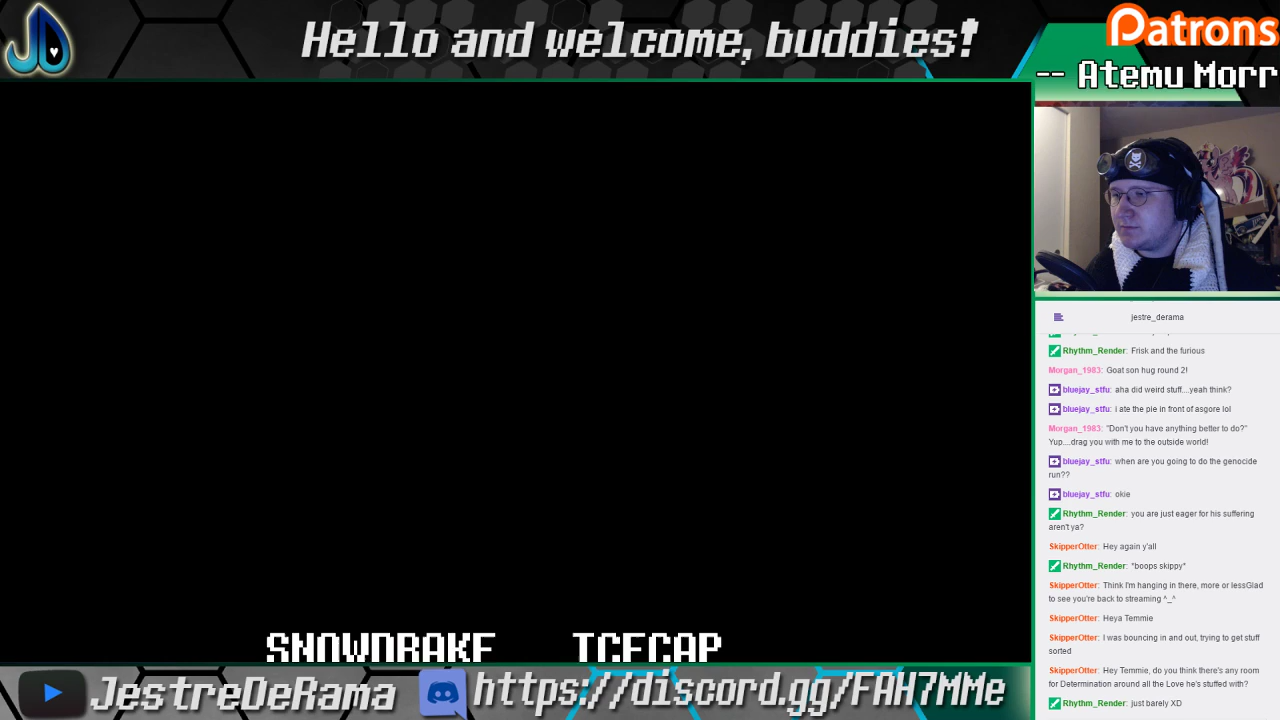 Hello and welcome, buddies!
Patrons
-- Atemu Morr
jestre_derama
Rhythm_Render: Frisk and the furious
Morgan_1983: Goat son hug round 2!
bluejay_stfu: aha did weird stuff....yeah think?
bluejay_stfu: i ate the pie in front of asgore lol
Morgan_1983: "Don't you have anything better to do?"
Yup....drag you with me to the outside world!
bluejay_stfu: when are you going to do the genocide
run??
bluejay_stfu: okie
Rhythm_Render: you are just eager for his suffering
aren't ya?
SkipperOtter: Hey again y'all
Rhythm_Render: *boops skippy*
SkipperOtter: Think I'm hanging in there, more or lessGlad
to see you're back to streaming ^_^
SkipperOtter: Heya Temmie
SkipperOtter: I was bouncing in and out, trying to get stuff
sorted
SkipperOtter: Hey Temmie, do you think there's any room
for Determination around all the Love he's stuffed with?
Rhythm_Render: just barely XD
SNOWDRAKE ICECAP
JestreDeRama
https://discord.gg/FAH7MMe